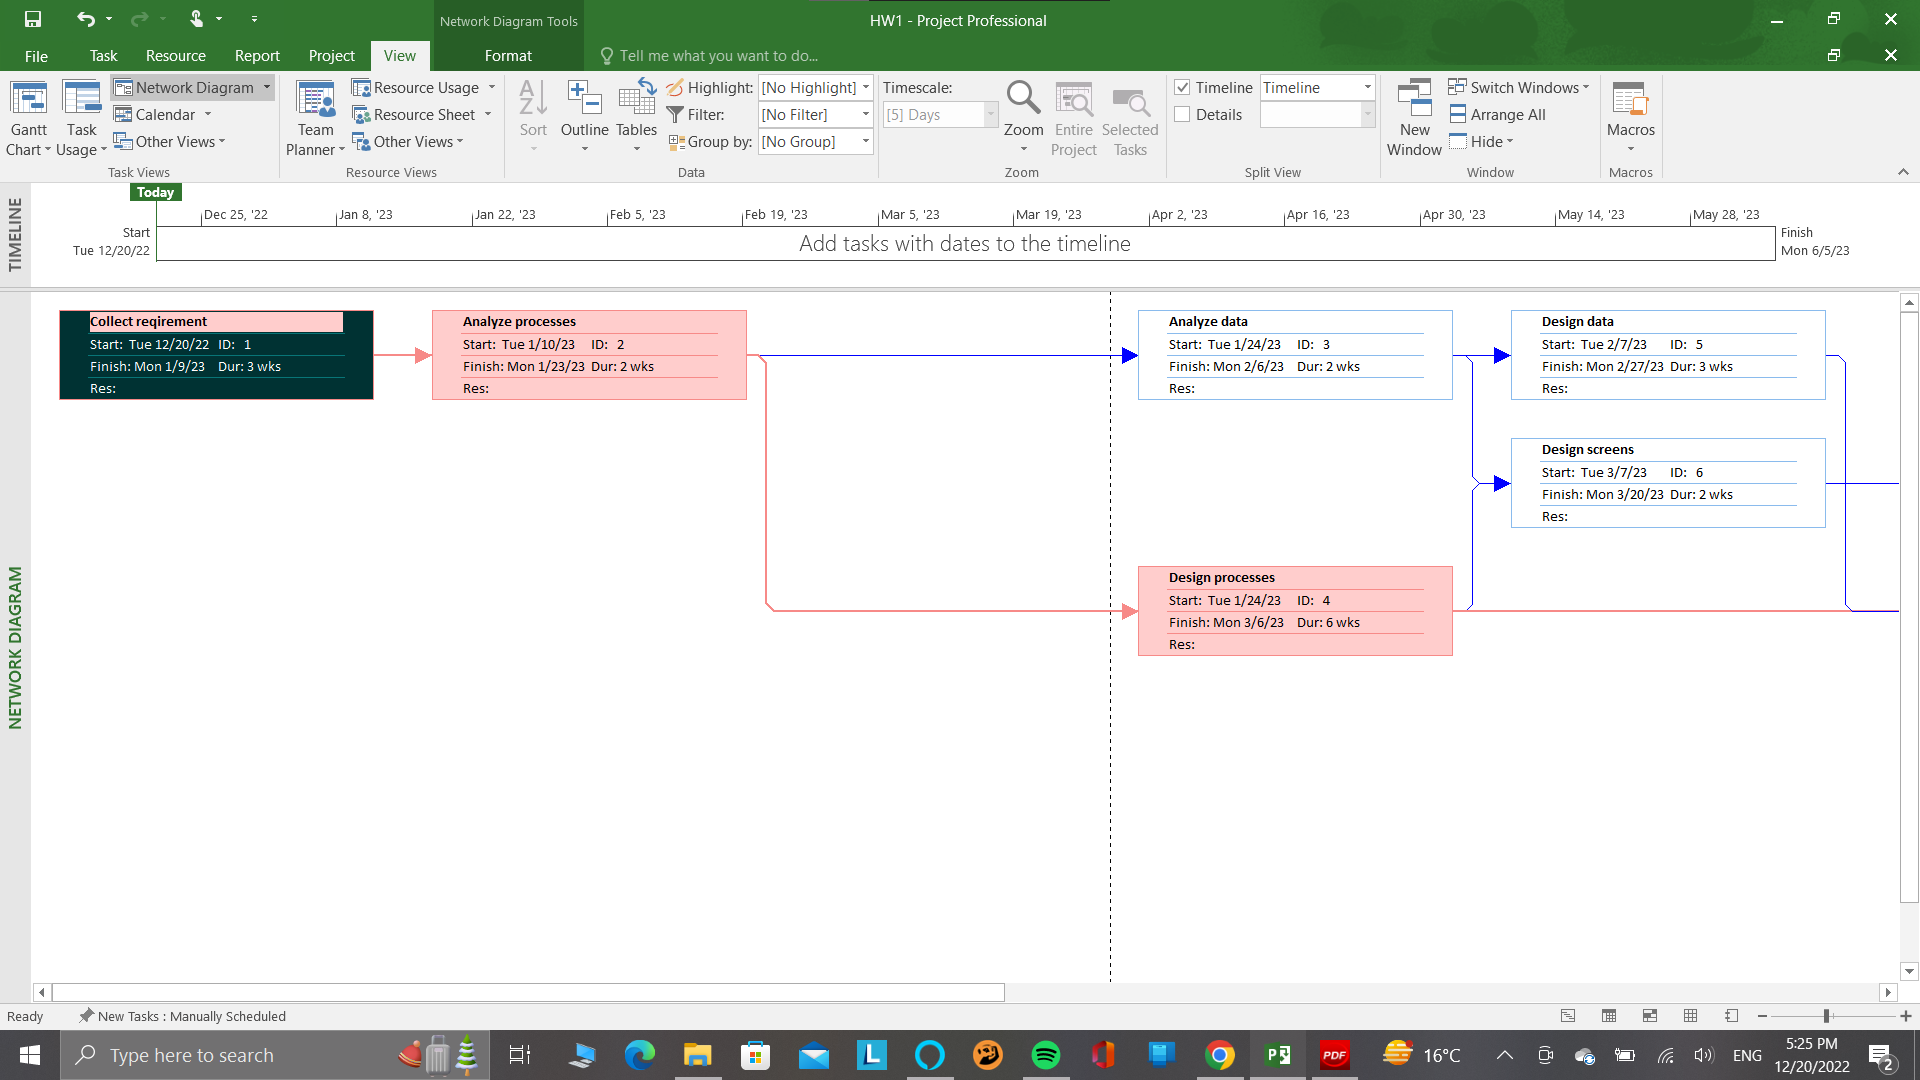 Network Diagram Tools
HW1 - Project Professional
File Task Resource Report Project View Format Tell me what you want to do...
Gantt Chart
Task Usage
Network Diagram
Calendar
Other Views
Task Views
Team Planner
Resource Usage
Resource Sheet
Other Views
Resource Views
Sort
Outline
Tables
Highlight: [No Highlight]
Filter: [No Filter]
Group by: [No Group]
Data
Timescale:
[5] Days
Zoom
Entire Project
Selected Tasks
Zoom
Timeline Timeline
Details
Split View
New Window
Switch Windows
Arrange All
Hide
Window
Macros
Macros
TIMELINE
Today
Dec 25, '22 Jan 8, '23 Jan 22, '23 Feb 5, '23 Feb 19, '23 Mar 5, '23 Mar 19, '23 Apr 2, '23 Apr 16, '23 Apr 30, '23 May 14, '23 May 28, '23
Start
Tue 12/20/22
Add tasks with dates to the timeline
Finish
Mon 6/5/23
NETWORK DIAGRAM
Collect reqirement
Start: Tue 12/20/22 ID: 1
Finish: Mon 1/9/23 Dur: 3 wks
Res:
Analyze processes
Start: Tue 1/10/23 ID: 2
Finish: Mon 1/23/23 Dur: 2 wks
Res:
Analyze data
Start: Tue 1/24/23 ID: 3
Finish: Mon 2/6/23 Dur: 2 wks
Res:
Design data
Start: Tue 2/7/23 ID: 5
Finish: Mon 2/27/23 Dur: 3 wks
Res:
Design screens
Start: Tue 3/7/23 ID: 6
Finish: Mon 3/20/23 Dur: 2 wks
Res:
Design processes
Start: Tue 1/24/23 ID: 4
Finish: Mon 3/6/23 Dur: 6 wks
Res:
Ready New Tasks : Manually Scheduled
Type here to search
L
P
PDF
16°C
ENG
5:25 PM
12/20/2022
2